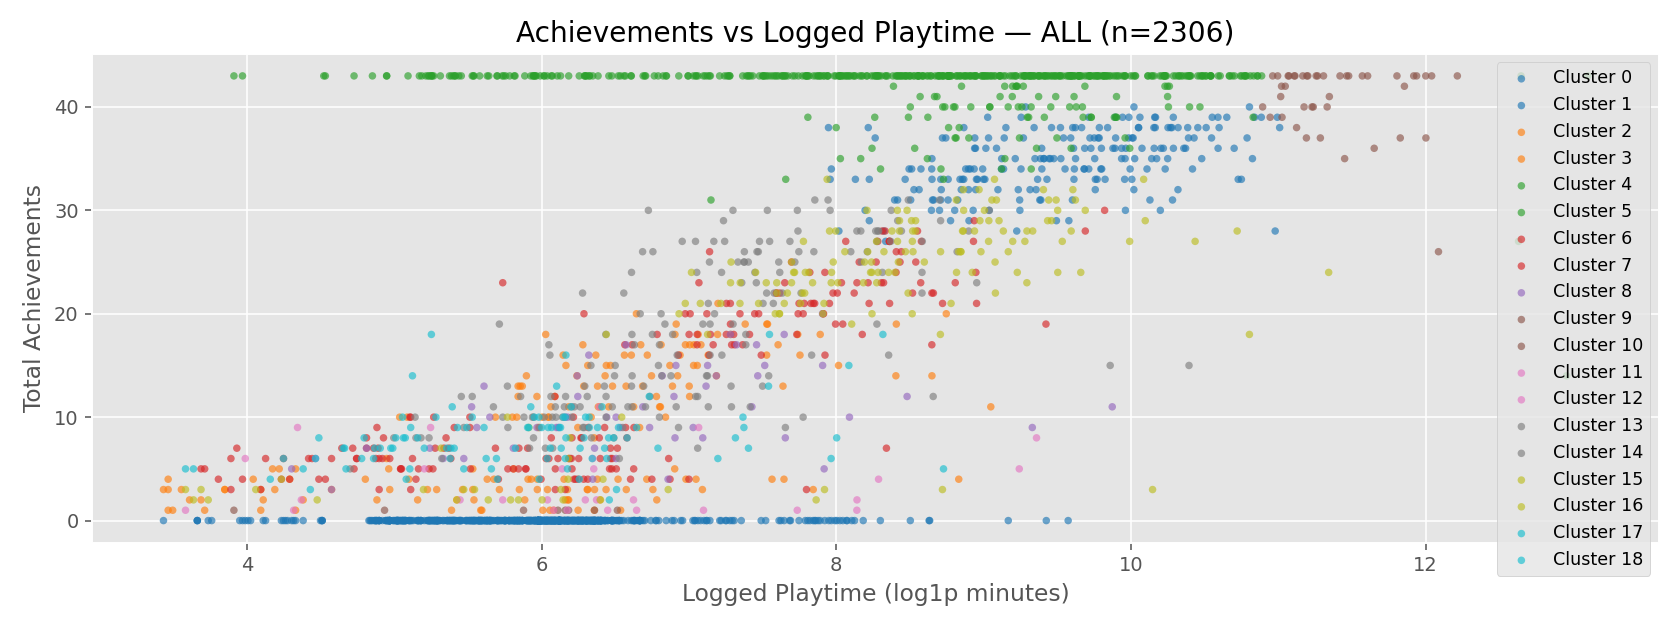 Achievements vs Logged Playtime — ALL (n=2306)
Total Achievements
40
30
20
10
0
4
6
8
10
12
Logged Playtime (log1p minutes)
Cluster 0
Cluster 1
Cluster 2
Cluster 3
Cluster 4
Cluster 5
Cluster 6
Cluster 7
Cluster 8
Cluster 9
Cluster 10
Cluster 11
Cluster 12
Cluster 13
Cluster 14
Cluster 15
Cluster 16
Cluster 17
Cluster 18